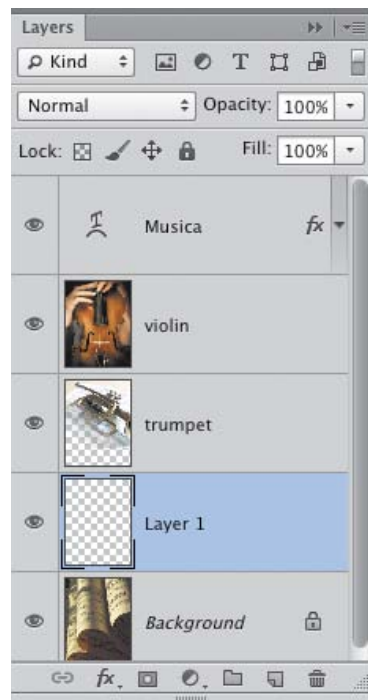 Layers
Kind
Normal Opacity: 100%
Lock: Fill: 100%
Musica fx
violin
trumpet
Layer 1
Background
fx